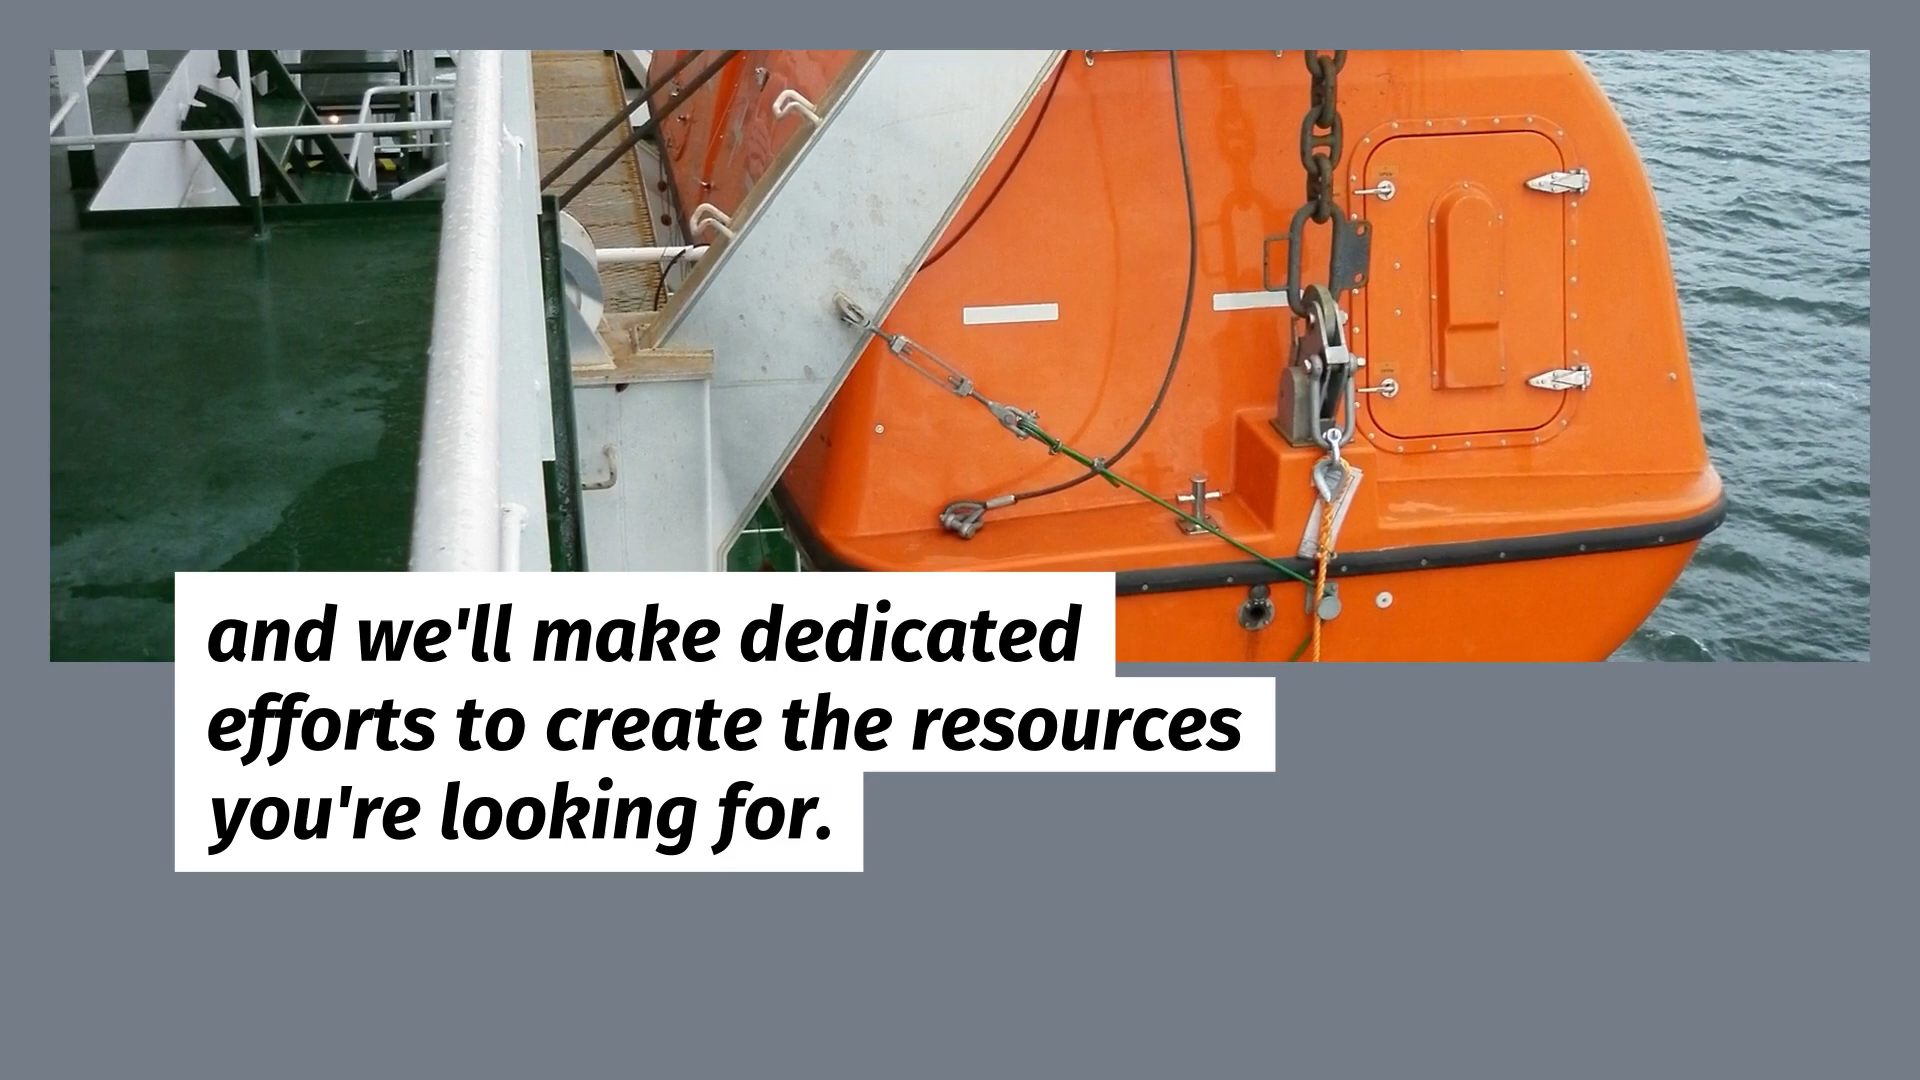 and we'll make dedicated
efforts to create the resources
you're looking for.